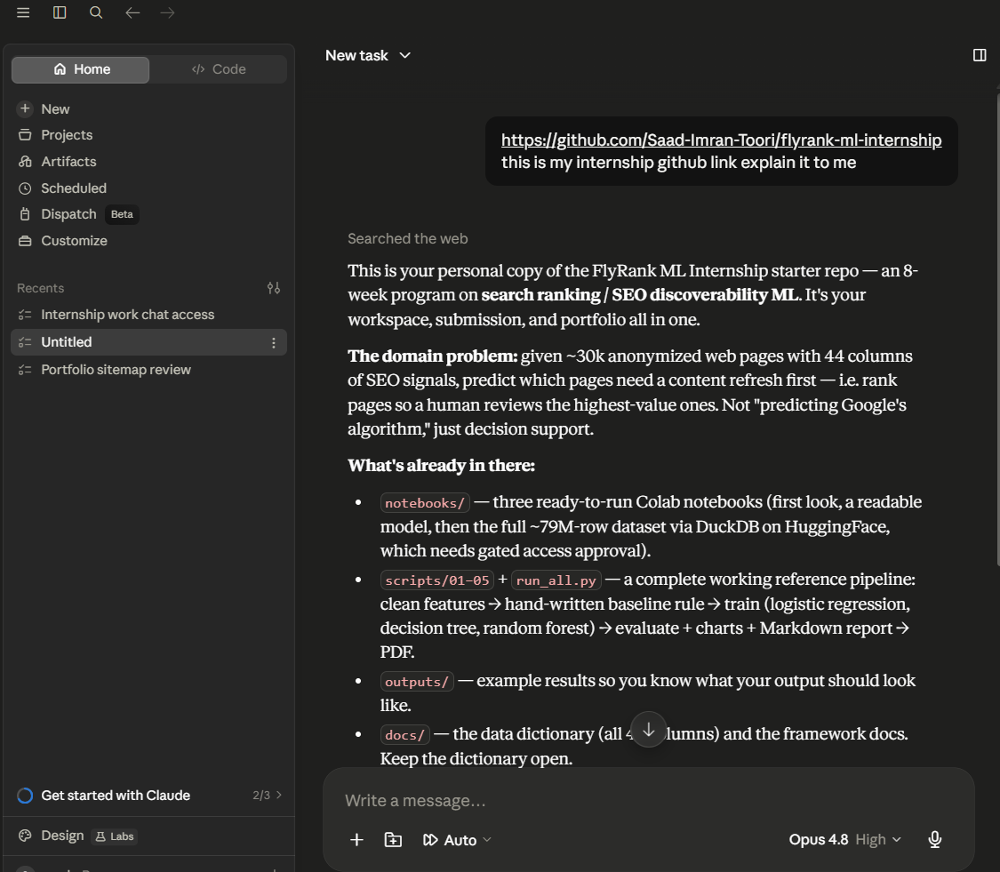 Home
Code
New
Projects
Artifacts
Scheduled
Dispatch Beta
Customize
Recents
Internship work chat access
Untitled
Portfolio sitemap review
Get started with Claude 2/3
Design Labs
New task
https://github.com/Saad-Imran-Toori/flyrank-ml-internship
this is my internship github link explain it to me
Searched the web
This is your personal copy of the FlyRank ML Internship starter repo — an 8-
week program on search ranking / SEO discoverability ML. It's your
workspace, submission, and portfolio all in one.
The domain problem: given ~30k anonymized web pages with 44 columns
of SEO signals, predict which pages need a content refresh first — i.e. rank
pages so a human reviews the highest-value ones. Not "predicting Google's
algorithm," just decision support.
What's already in there:
• notebooks/ — three ready-to-run Colab notebooks (first look, a readable
model, then the full ~79M-row dataset via DuckDB on HuggingFace,
which needs gated access approval).
• scripts/01-05 + run_all.py — a complete working reference pipeline:
clean features → hand-written baseline rule → train (logistic regression,
decision tree, random forest) → evaluate + charts + Markdown report →
PDF.
• outputs/ — example results so you know what your output should look
like.
• docs/ — the data dictionary (all and the framework docs.
Keep the dictionary open.
Write a message…
Auto
Opus 4.8 High